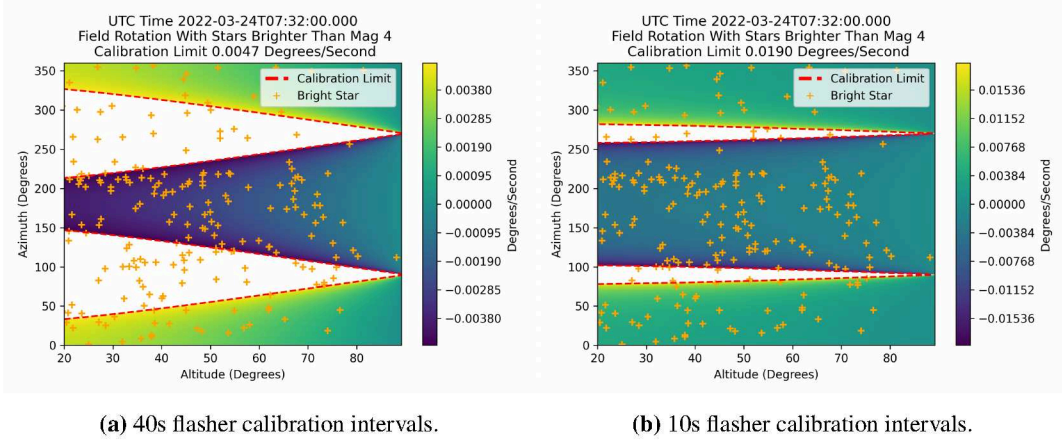 UTC Time 2022-03-24T07:32:00.000
Field Rotation With Stars Brighter Than Mag 4
Calibration Limit 0.0047 Degrees/Second
Calibration Limit
Bright Star
Azimuth (Degrees)
350
300
250
200
150
100
50
0
20
30
40
50
60
70
80
Altitude (Degrees)
0.00380
0.00285
0.00190
0.00095
0.00000
−0.00095
−0.00190
−0.00285
−0.00380
Degrees/Second
(a) 40s flasher calibration intervals.
UTC Time 2022-03-24T07:32:00.000
Field Rotation With Stars Brighter Than Mag 4
Calibration Limit 0.0190 Degrees/Second
Calibration Limit
Bright Star
Azimuth (Degrees)
350
300
250
200
150
100
50
0
20
30
40
50
60
70
80
Altitude (Degrees)
0.01536
0.01152
0.00768
0.00384
0.00000
−0.00384
−0.00768
−0.01152
−0.01536
Degrees/Second
(b) 10s flasher calibration intervals.